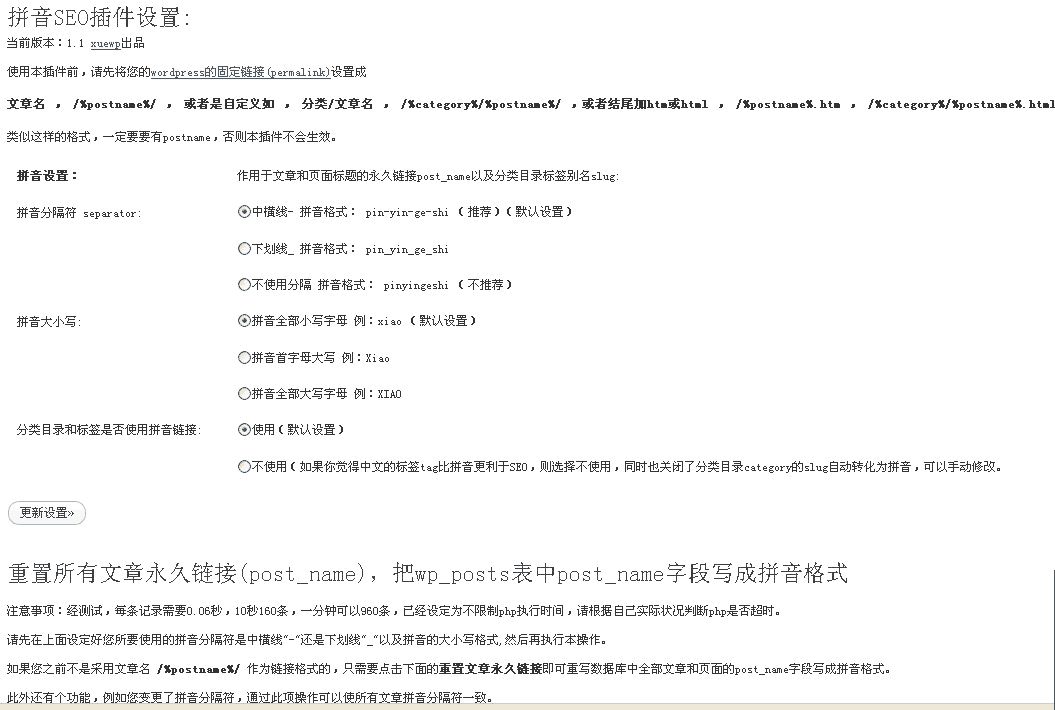 拼音SEO插件设置:
当前版本：1.1 xuewp出品
使用本插件前，请先将您的wordpress的固定链接(permalink)设置成
文章名 ， /%postname%/ ， 或者是自定义如 ， 分类/文章名 ， /%category%/%postname%/ ，或者结尾加htm或html ， /%postname%.htm ， /%category%/%postname%.html
类似这样的格式，一定要要有postname，否则本插件不会生效。
拼音设置： 作用于文章和页面标题的永久链接post_name以及分类目录标签别名slug:
拼音分隔符 separator: 中横线- 拼音格式： pin-yin-ge-shi （推荐）（默认设置）
下划线_ 拼音格式： pin_yin_ge_shi
不使用分隔 拼音格式： pinyingeshi （不推荐）
拼音大小写: 拼音全部小写字母 例：xiao （默认设置）
拼音首字母大写 例：Xiao
拼音全部大写字母 例：XIAO
分类目录和标签是否使用拼音链接: 使用（默认设置）
不使用（如果你觉得中文的标签tag比拼音更利于SEO，则选择不使用，同时也关闭了分类目录category的slug自动转化为拼音，可以手动修改。
更新设置»
重置所有文章永久链接(post_name)，把wp_posts表中post_name字段写成拼音格式
注意事项：经测试，每条记录需要0.06秒，10秒160条，一分钟可以960条，已经设定为不限制php执行时间，请根据自己实际状况判断php是否超时。
请先在上面设定好您所要使用的拼音分隔符是中横线"-"还是下划线"_"以及拼音的大小写格式,然后再执行本操作。
如果您之前不是采用文章名 /%postname%/ 作为链接格式的，只需要点击下面的重置文章永久链接即可重写数据库中全部文章和页面的post_name字段写成拼音格式。
此外还有个功能，例如您变更了拼音分隔符，通过此项操作可以使所有文章拼音分隔符一致。